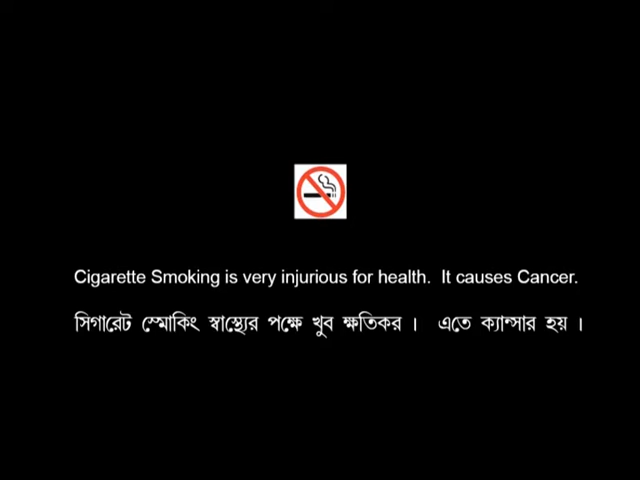 Cigarette Smoking is very injurious for health.  It causes Cancer.
সিগারেট স্মোকিং স্বাস্থ্যের পক্ষে খুব ক্ষতিকর ।  এতে ক্যান্সার হয় ।